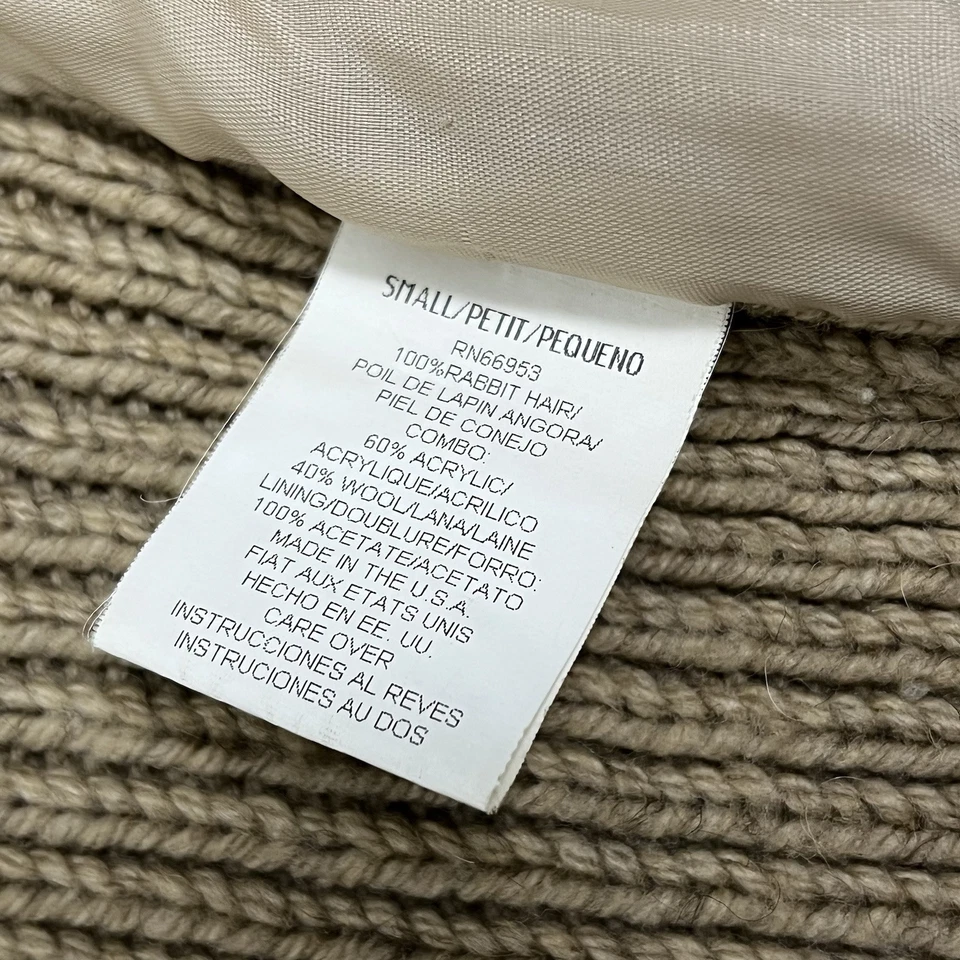 SMALL/PETIT/PEQUENO
RN66953
100%RABBIT HAIR/
POIL DE LAPIN ANGORA/
PIEL DE CONEJO
COMBO:
60% ACRYLIC/
ACRYLIQUE/ACRILICO
40% WOOL/LANA/LAINE
LINING/DOUBLURE/FORRO:
100% ACETATE/ACETATO
MADE IN THE U.S.A.
FIAT AUX ETATS UNIS
HECHO EN EE. UU.
CARE OVER
INSTRUCCIONES AL REVES
INSTRUCIONES AU DOS